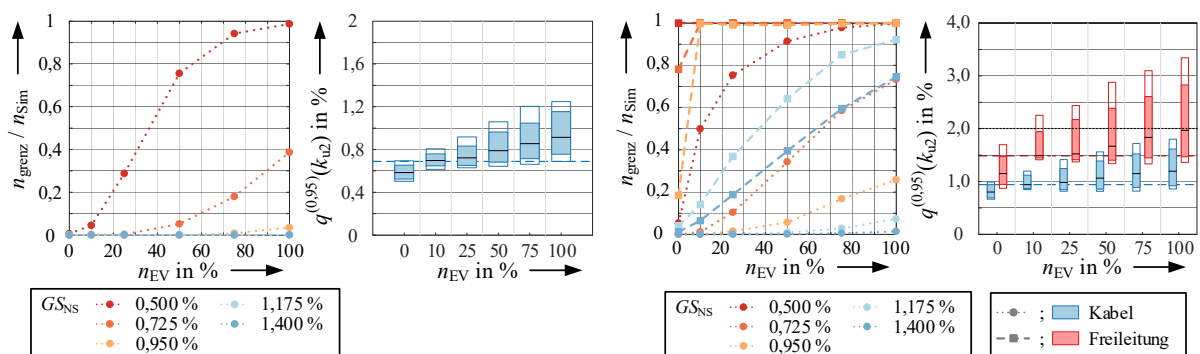 n_grenz / n_Sim
1
0,8
0,6
0,4
0,2
0
0 20 40 60 80 100
n_EV in %
q^(0,95)(k_u2) in %
2
1,6
1,2
0,8
0,4
0
0 10 25 50 75 100
n_EV in %
GS_NS
0,500 %
0,725 %
0,950 %
1,175 %
1,400 %
n_grenz / n_Sim
1
0,8
0,6
0,4
0,2
0
0 20 40 60 80 100
n_EV in %
q^(0,95)(k_u2) in %
4,0
3,0
2,0
1,0
0
0 10 25 50 75 100
n_EV in %
GS_NS
0,500 %
0,725 %
0,950 %
1,175 %
1,400 %
; Kabel
; Freileitung